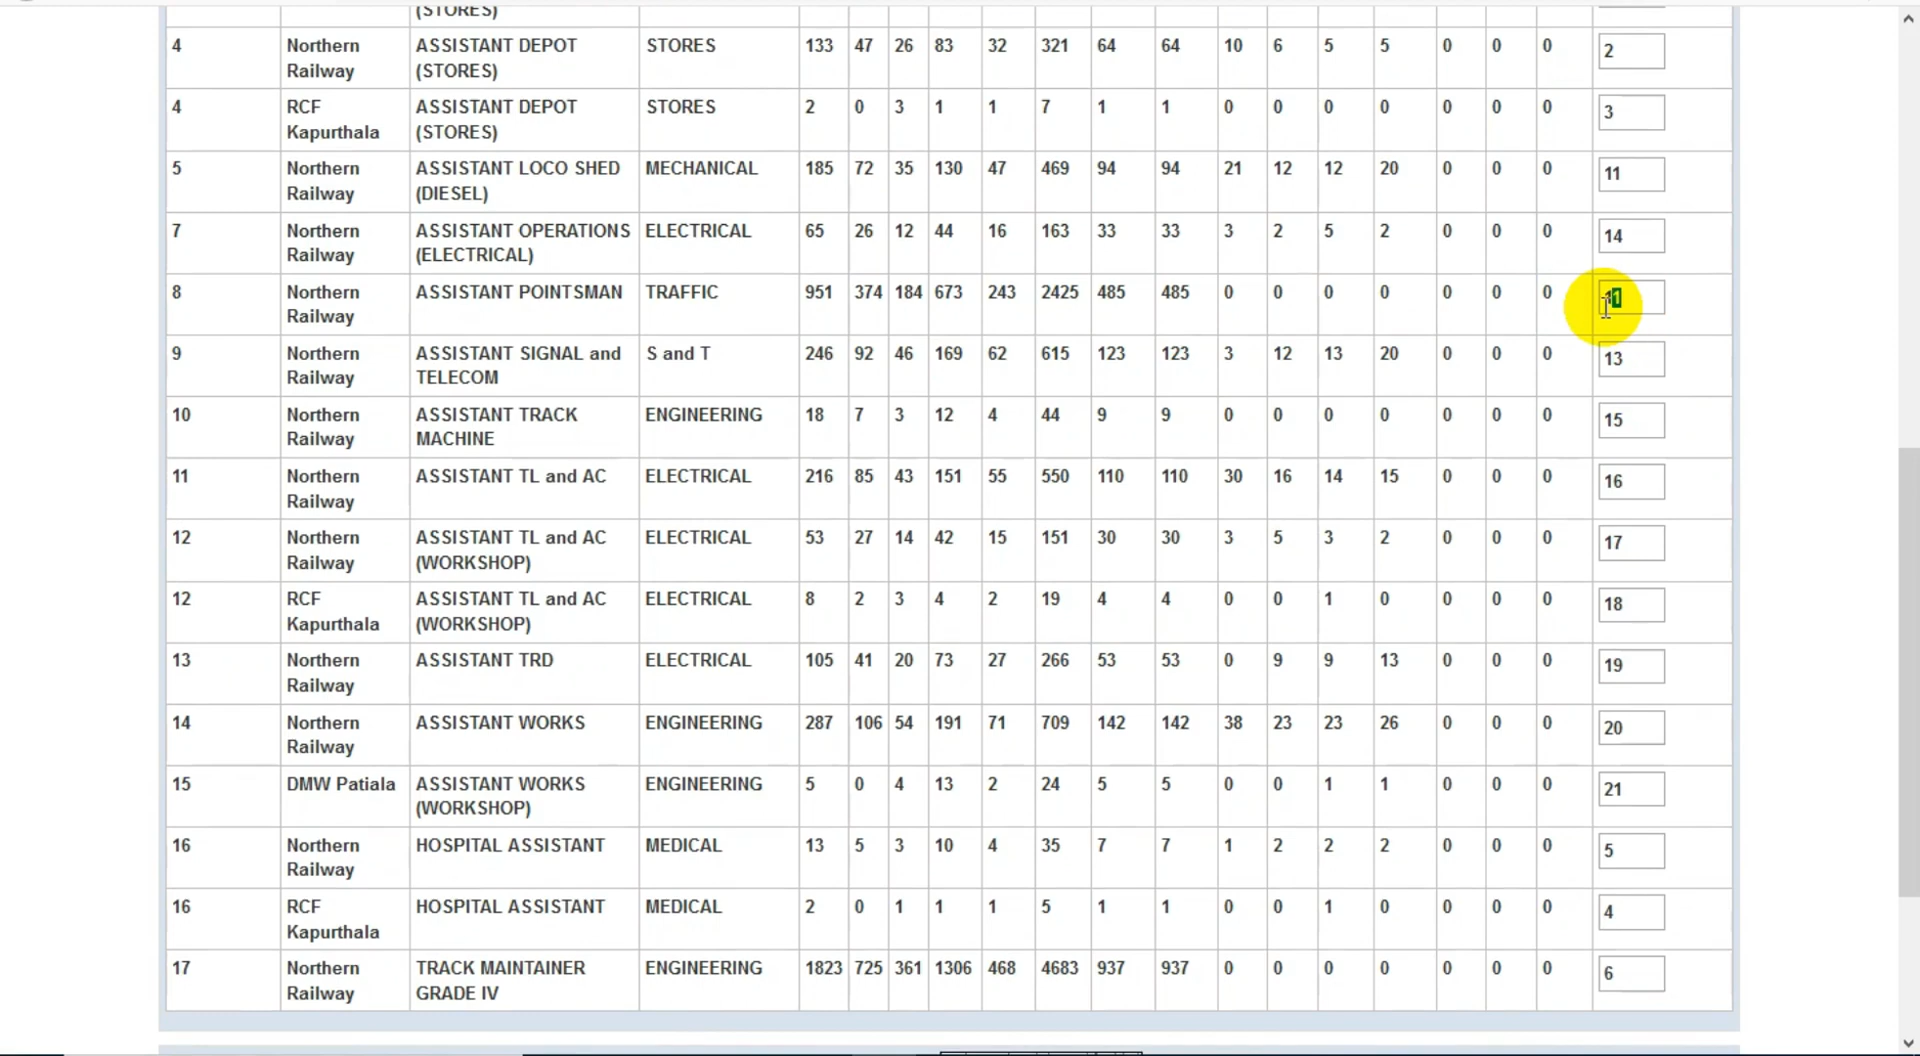 (STORES)
4 Northern Railway ASSISTANT DEPOT (STORES) STORES 133 47 26 83 32 321 64 64 10 6 5 5 0 0 0 2
4 RCF Kapurthala ASSISTANT DEPOT (STORES) STORES 2 0 3 1 1 7 1 1 0 0 0 0 0 0 0 3
5 Northern Railway ASSISTANT LOCO SHED (DIESEL) MECHANICAL 185 72 35 130 47 469 94 94 21 12 12 20 0 0 0 11
7 Northern Railway ASSISTANT OPERATIONS (ELECTRICAL) ELECTRICAL 65 26 12 44 16 163 33 33 3 2 5 2 0 0 0 14
8 Northern Railway ASSISTANT POINTSMAN TRAFFIC 951 374 184 673 243 2425 485 485 0 0 0 0 0 0 0
9 Northern Railway ASSISTANT SIGNAL and TELECOM S and T 246 92 46 169 62 615 123 123 3 12 13 20 0 0 0 13
10 Northern Railway ASSISTANT TRACK MACHINE ENGINEERING 18 7 3 12 4 44 9 9 0 0 0 0 0 0 0 15
11 Northern Railway ASSISTANT TL and AC ELECTRICAL 216 85 43 151 55 550 110 110 30 16 14 15 0 0 0 16
12 Northern Railway ASSISTANT TL and AC (WORKSHOP) ELECTRICAL 53 27 14 42 15 151 30 30 3 5 3 2 0 0 0 17
12 RCF Kapurthala ASSISTANT TL and AC (WORKSHOP) ELECTRICAL 8 2 3 4 2 19 4 4 0 0 1 0 0 0 0 18
13 Northern Railway ASSISTANT TRD ELECTRICAL 105 41 20 73 27 266 53 53 0 9 9 13 0 0 0 19
14 Northern Railway ASSISTANT WORKS ENGINEERING 287 106 54 191 71 709 142 142 38 23 23 26 0 0 0 20
15 DMW Patiala ASSISTANT WORKS (WORKSHOP) ENGINEERING 5 0 4 13 2 24 5 5 0 0 1 1 0 0 0 21
16 Northern Railway HOSPITAL ASSISTANT MEDICAL 13 5 3 10 4 35 7 7 1 2 2 2 0 0 0 5
16 RCF Kapurthala HOSPITAL ASSISTANT MEDICAL 2 0 1 1 1 5 1 1 0 0 1 0 0 0 0 4
17 Northern Railway TRACK MAINTAINER GRADE IV ENGINEERING 1823 725 361 1306 468 4683 937 937 0 0 0 0 0 0 0 6